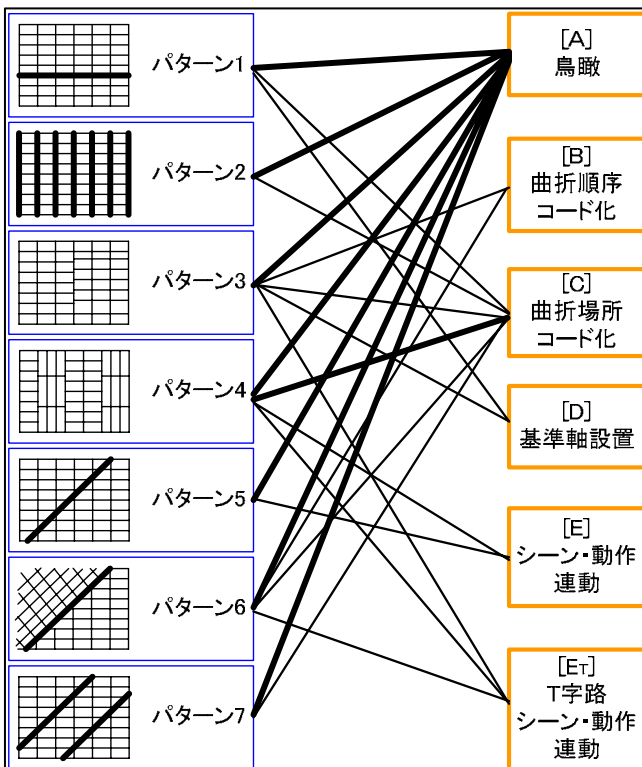 パターン1
パターン2
パターン3
パターン4
パターン5
パターン6
パターン7
[A]
鳥瞰
[B]
曲折順序
コード化
[C]
曲折場所
コード化
[D]
基準軸設置
[E]
シーン・動作
連動
[ET]
T字路
シーン・動作
連動